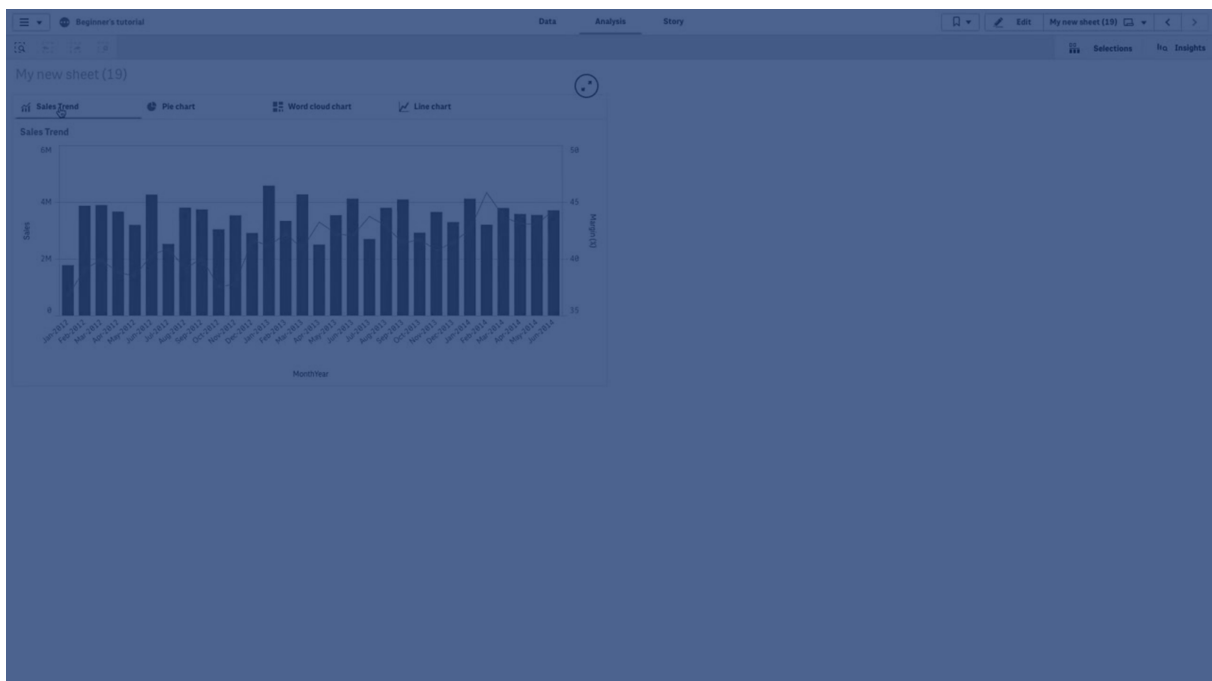 Beginner's tutorial Data Analysis Story Edit My new sheet (19)
Selections Insights
My new sheet (19)
Sales Trend Pie chart Word cloud chart Line chart
Sales Trend
6M 50
4M 45
Sales Margin (%)
2M 40
0 35
Jan-2012 Feb-2012 Mar-2012 Apr-2012 May-2012 Jun-2012 Jul-2012 Aug-2012 Sep-2012 Oct-2012 Nov-2012 Dec-2012 Jan-2013 Feb-2013 Mar-2013 Apr-2013 May-2013 Jun-2013 Jul-2013 Aug-2013 Sep-2013 Oct-2013 Nov-2013 Dec-2013 Jan-2014 Feb-2014 Mar-2014 Apr-2014 May-2014 Jun-2014
MonthYear